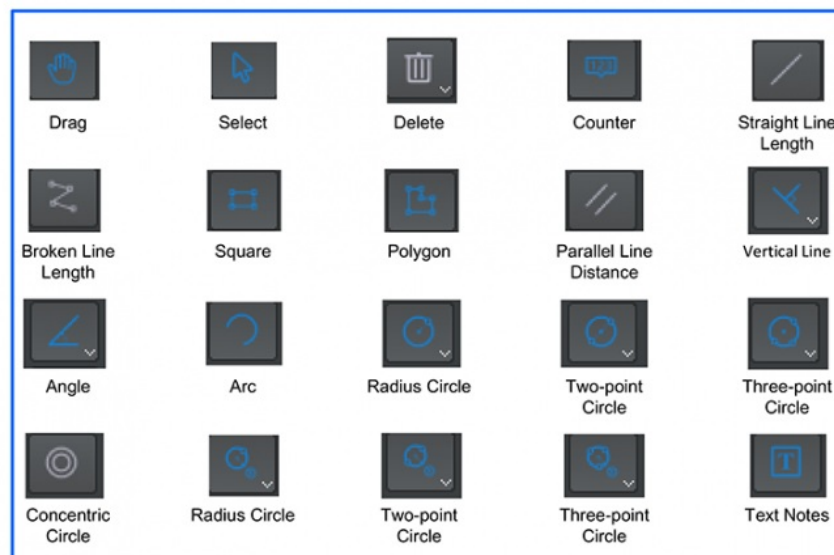 123
Drag
Select
Delete
Counter
Straight Line
Length
Broken Line
Length
Square
Polygon
Parallel Line
Distance
Vertical Line
Angle
Arc
Radius Circle
Two-point
Circle
Three-point
Circle
T
Concentric
Circle
Radius Circle
Two-point
Circle
Three-point
Circle
Text Notes